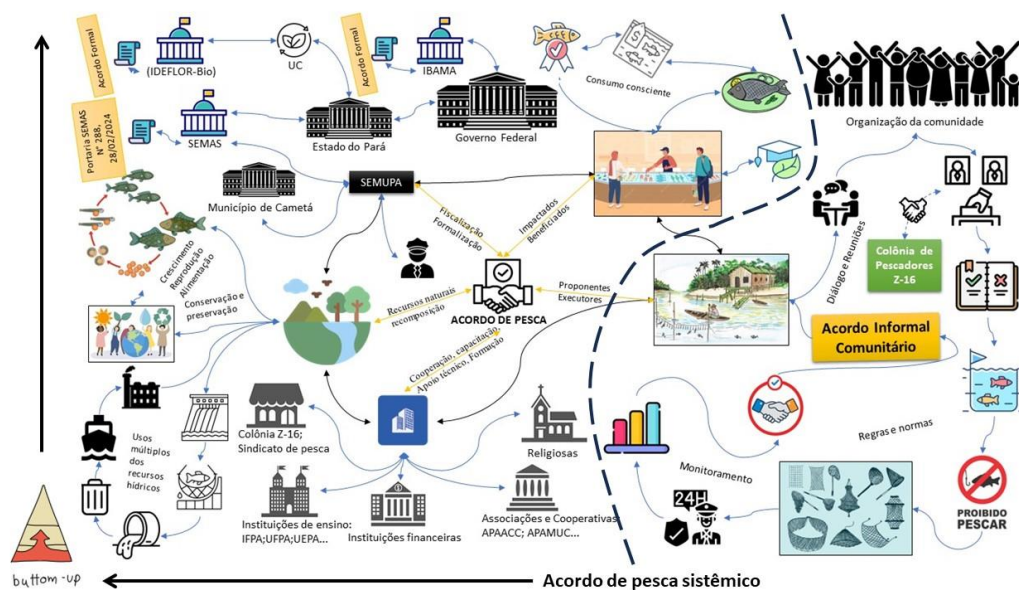 Acordo Formal
(IDEFLOR-Bio)
UC
Acordo Formal
IBAMA
Consumo consciente
Portaria SEMAS
N° 288,
28/02/2024
SEMAS
Estado do Pará
Governo Federal
Organização da comunidade
SEMUPA
Município de Cametá
Fiscalização
Formalização
Impactados
Beneficiados
Diálogo e Reuniões
Colônia de
Pescadores
Z-16
Crescimento
Reprodução
Alimentação
Conservação e
preservação
Recursos naturais
recomposição
ACORDO DE PESCA
Proponentes
Executores
Acordo Informal
Comunitário
Cooperação, capacitação,
Apoio técnico, Formação
Usos
múltiplos
dos
recursos
hídricos
Colônia Z-16;
Sindicato de pesca
Religiosas
Regras e normas
Monitoramento
24H
PROIBIDO
PESCAR
Instituições de ensino:
IFPA;UFPA;UEPA...
Instituições financeiras
Associações e Cooperativas
APAACC; APAMUC...
buttom-up
Acordo de pesca sistêmico